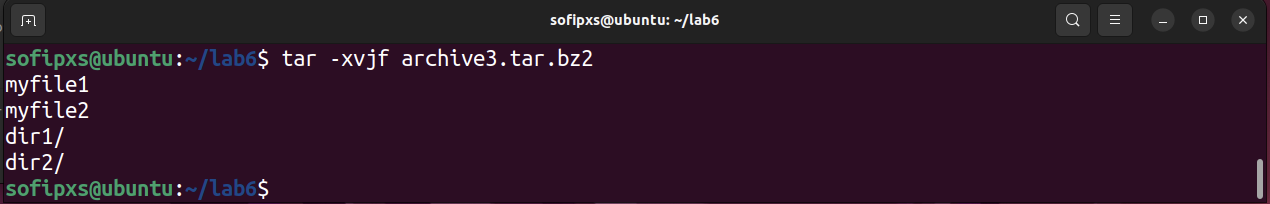 sofipxs@ubuntu: ~/lab6
sofipxs@ubuntu:~/lab6$ tar -xvjf archive3.tar.bz2
myfile1
myfile2
dir1/
dir2/
sofipxs@ubuntu:~/lab6$